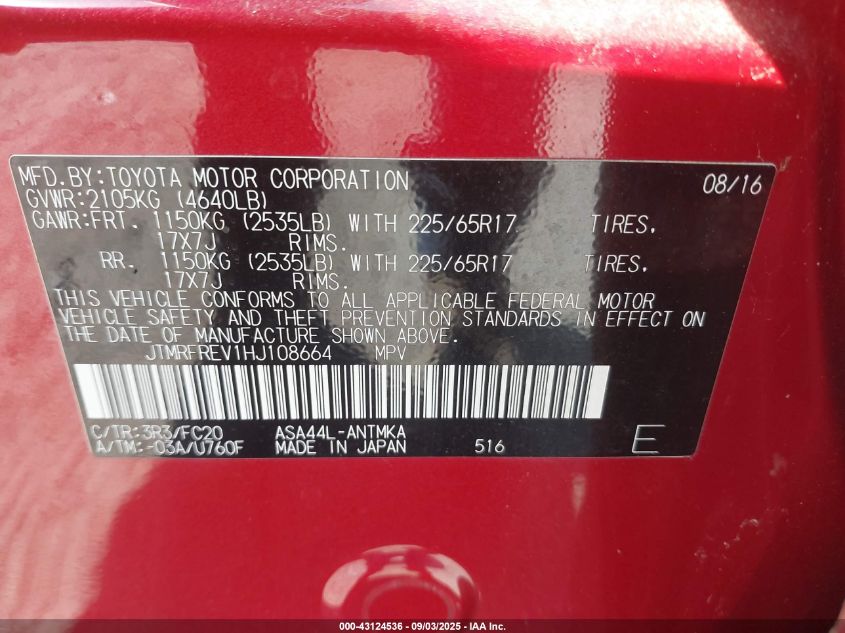 MFD.BY:TOYOTA MOTOR CORPORATION 08/16
GVWR:2105KG (4640LB)
GAWR:FRT. 1150KG (2535LB) WITH 225/65R17 TIRES,
17X7J RIMS.
RR. 1150KG (2535LB) WITH 225/65R17 TIRES,
17X7J RIMS.
THIS VEHICLE CONFORMS TO ALL APPLICABLE FEDERAL MOTOR
VEHICLE SAFETY AND THEFT PREVENTION STANDARDS IN EFFECT ON
THE DATE OF MANUFACTURE SHOWN ABOVE.
JTMRFREV1HJ108664 MPV
C/TR:3R3/FC20 ASA44L-ANTMKA
A/TM:-03A/U760F MADE IN JAPAN 516 E
000-43124536 - 09/03/2025 - IAA Inc.